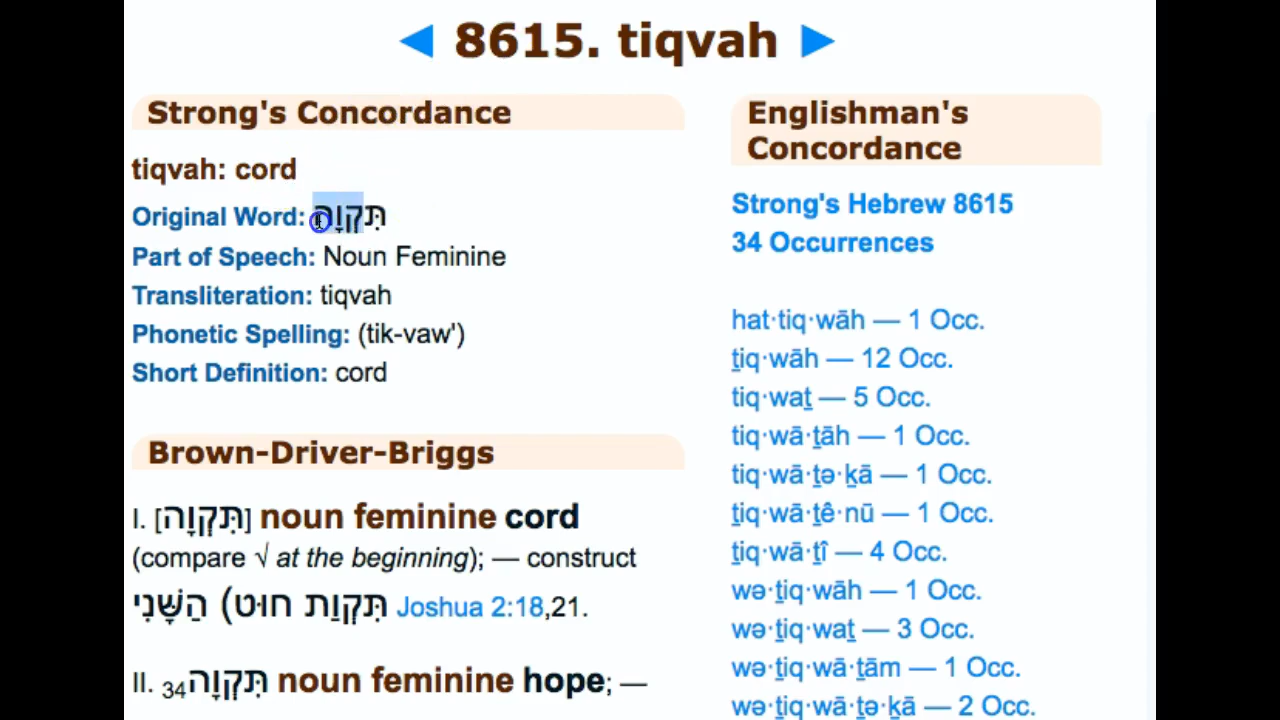 ◄ 8615. tiqvah ►
Strong's Concordance
tiqvah: cord
Original Word: תִּקְוָה
Part of Speech: Noun Feminine
Transliteration: tiqvah
Phonetic Spelling: (tik-vaw')
Short Definition: cord
Brown-Driver-Briggs
I. [תִּקְוָה] noun feminine cord
(compare √ at the beginning); — construct
תִּקְוַת חוּט) הַשָּׁנִי Joshua 2:18,21.
II. 34תִּקְוָה noun feminine hope; —
Englishman's
Concordance
Strong's Hebrew 8615
34 Occurrences
hat·tiq·wāh — 1 Occ.
ṯiq·wāh — 12 Occ.
tiq·waṯ — 5 Occ.
tiq·wā·ṯāh — 1 Occ.
tiq·wā·ṯə·ḵā — 1 Occ.
ṯiq·wā·ṯê·nū — 1 Occ.
ṯiq·wā·ṯî — 4 Occ.
wə·ṯiq·wāh — 1 Occ.
wə·ṯiq·waṯ — 3 Occ.
wə·ṯiq·wā·ṯām — 1 Occ.
wə·ṯiq·wā·ṯə·ḵā — 2 Occ.